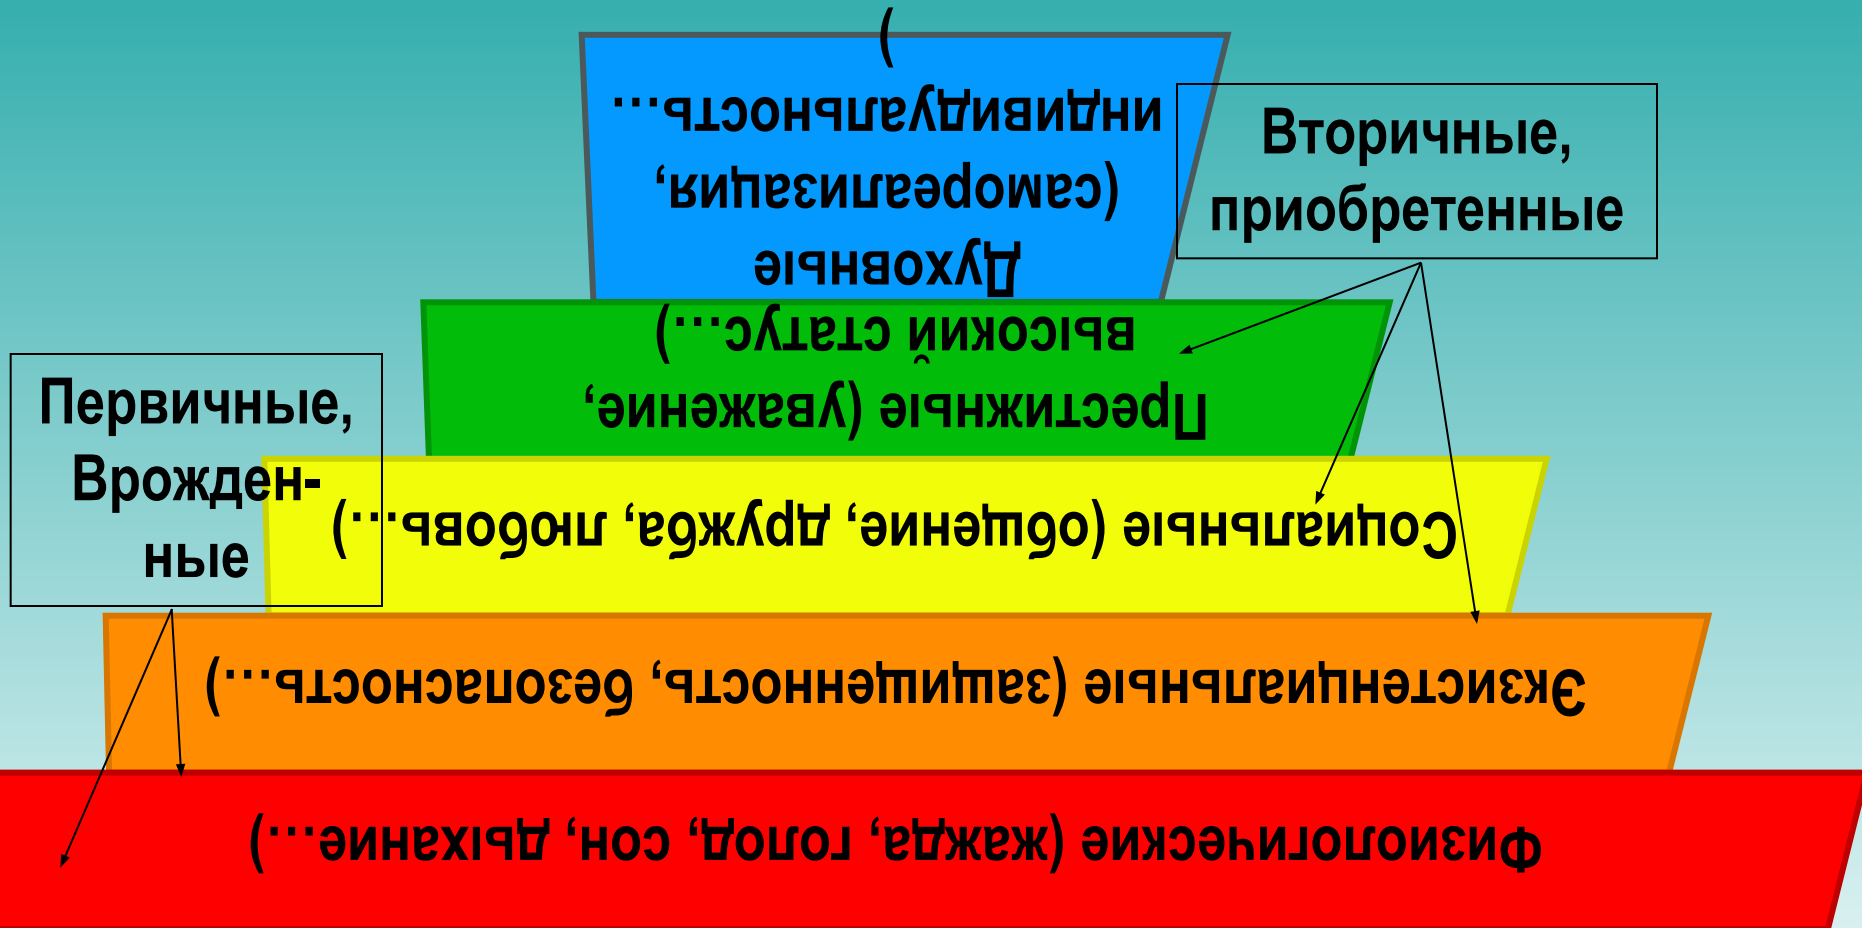 Духовные
(самореализация,
индивидуальность…
)
Вторичные,
приобретенные
Престижные (уважение,
высокий статус…)
Первичные,
Врожден-
ные
Социальные (общение, дружба, любовь…)
Экзистенциальные (защищенность, безопасность…)
Физиологические (жажда, голод, сон, дыхание…)